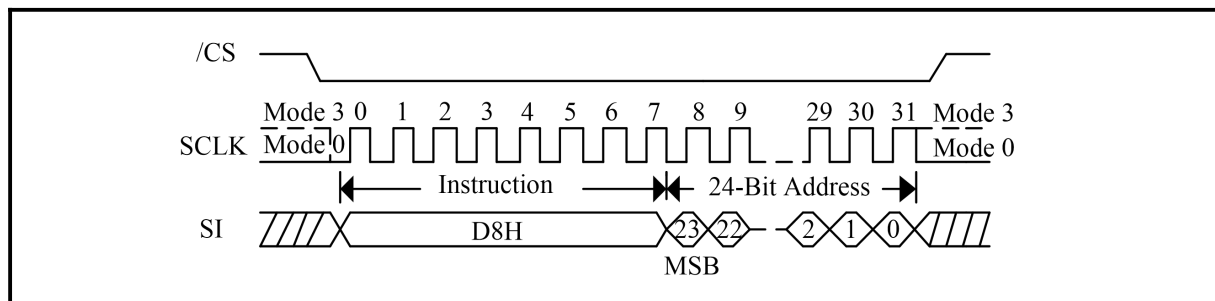 /CS
Mode 3 0 1 2 3 4 5 6 7 8 9 29 30 31 Mode 3
SCLK Mode 0 Mode 0
Instruction 24-Bit Address
SI D8H 23 22 2 1 0
MSB